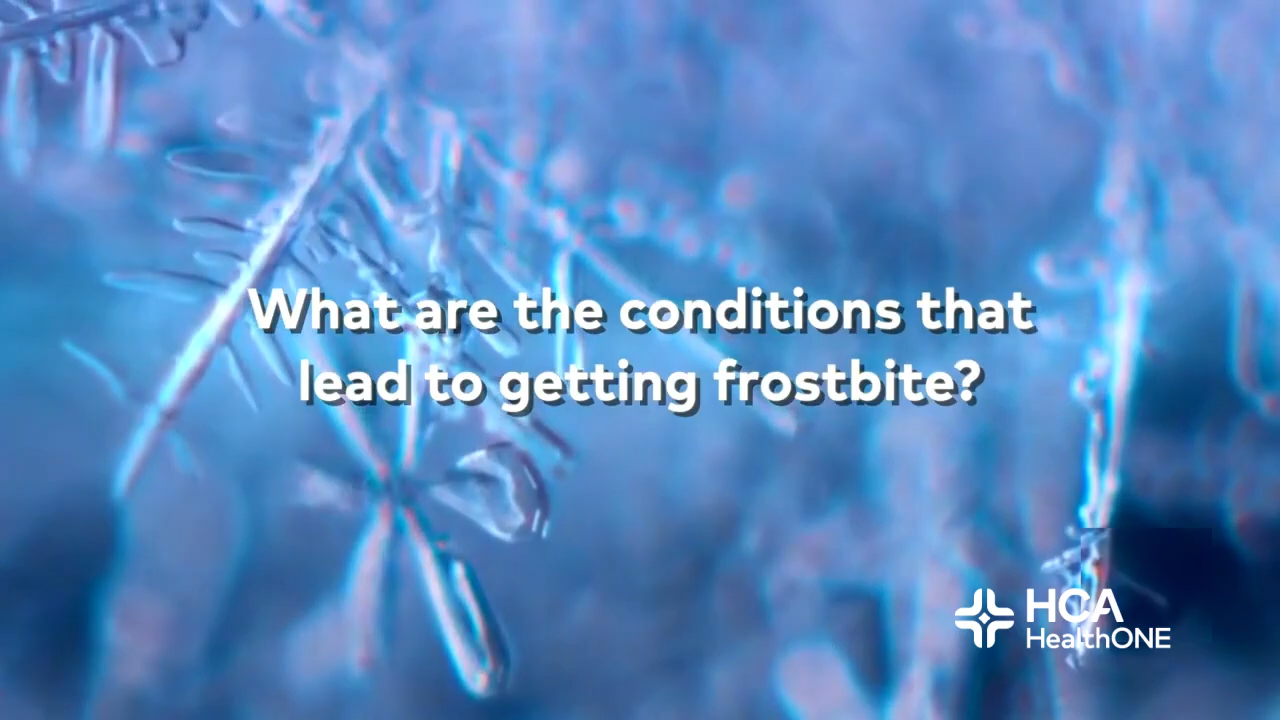 What are the conditions that
lead to getting frostbite?
HCA
HealthONE